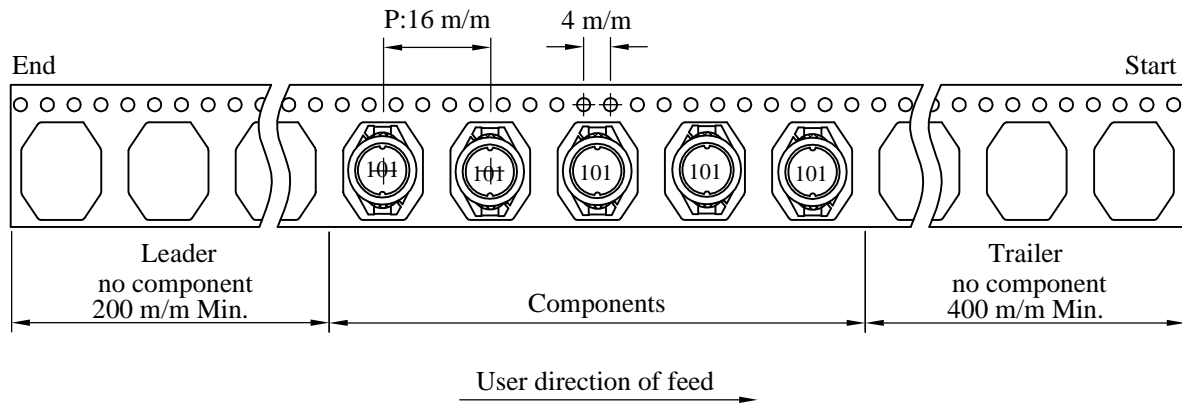 P:16 m/m
4 m/m
End
Start
101 101 101 101 101
Leader
no component
200 m/m Min.
Components
Trailer
no component
400 m/m Min.
User direction of feed